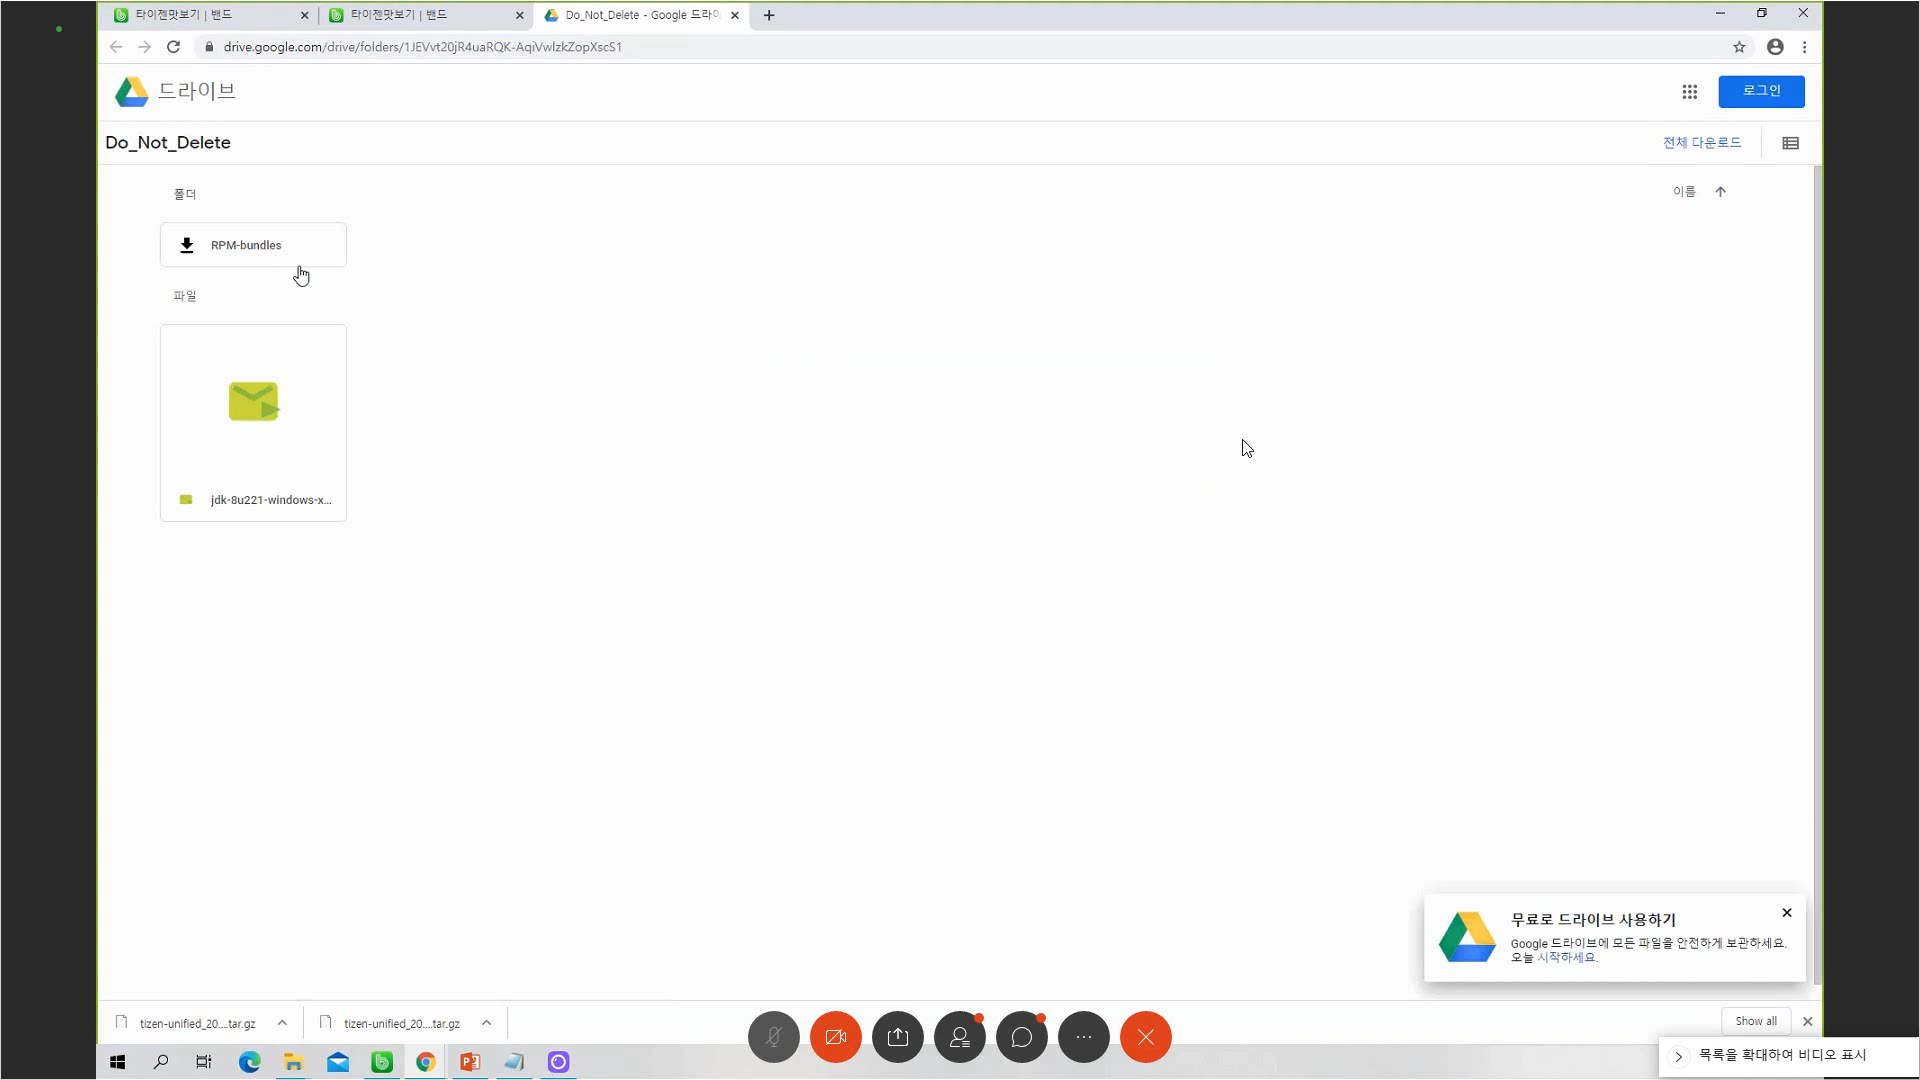 타이젠맛보기 | 밴드
타이젠맛보기 | 밴드
Do_Not_Delete - Google 드라이
drive.google.com/drive/folders/1JEVvt20jR4uaRQK-AqiVwlzkZopXscS1
드라이브
로그인
Do_Not_Delete
전체 다운로드
폴더
이름
RPM-bundles
파일
jdk-8u221-windows-x...
무료로 드라이브 사용하기
Google 드라이브에 모든 파일을 안전하게 보관하세요.
오늘 시작하세요.
tizen-unified_20....tar.gz
tizen-unified_20....tar.gz
Show all
목록을 확대하여 비디오 표시